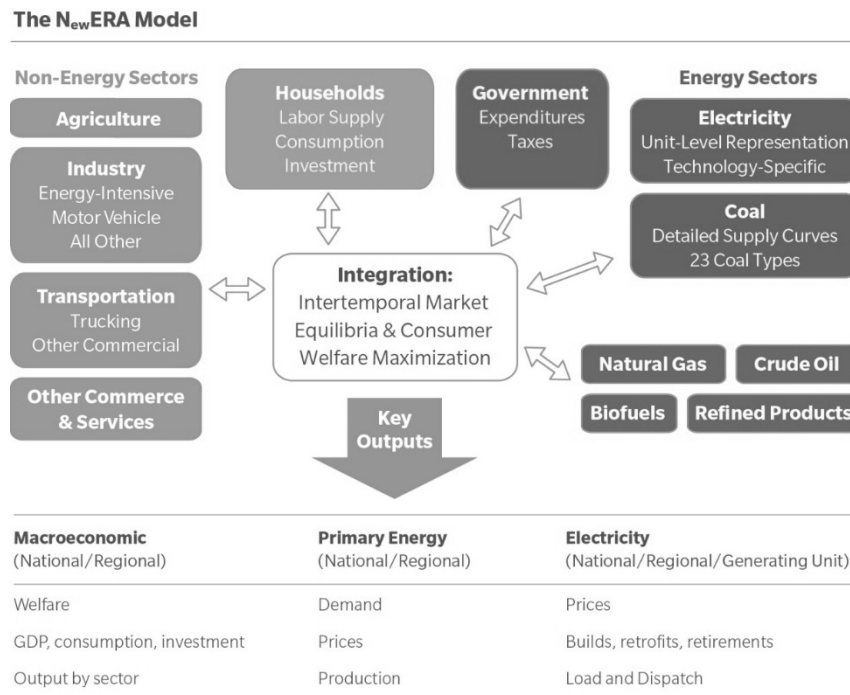 The NewERA Model
Non-Energy Sectors
Agriculture
Industry
Energy-Intensive
Motor Vehicle
All Other
Transportation
Trucking
Other Commercial
Other Commerce
& Services
Households
Labor Supply
Consumption
Investment
Government
Expenditures
Taxes
Energy Sectors
Electricity
Unit-Level Representation
Technology-Specific
Coal
Detailed Supply Curves
23 Coal Types
Integration:
Intertemporal Market
Equilibria & Consumer
Welfare Maximization
Natural Gas
Crude Oil
Biofuels
Refined Products
Key
Outputs
Macroeconomic
(National/Regional)
Primary Energy
(National/Regional)
Electricity
(National/Regional/Generating Unit)
Welfare
Demand
Prices
GDP, consumption, investment
Prices
Builds, retrofits, retirements
Output by sector
Production
Load and Dispatch